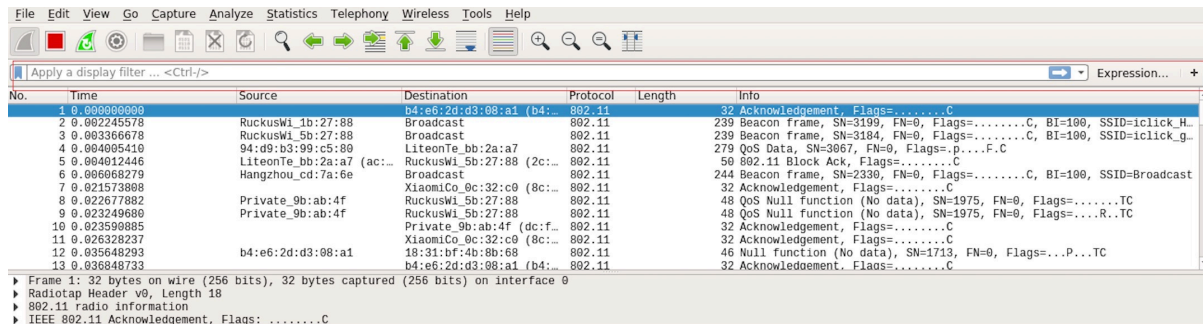 File Edit View Go Capture Analyze Statistics Telephony Wireless Tools Help
Apply a display filter ... <Ctrl-/> Expression... +
No. Time Source Destination Protocol Length Info
1 0.000000000 b4:e6:2d:d3:08:a1 (b4:… 802.11 32 Acknowledgement, Flags=........C
2 0.002245578 RuckusWi_1b:27:88 Broadcast 802.11 239 Beacon frame, SN=3199, FN=0, Flags=........C, BI=100, SSID=iclick_H…
3 0.003366678 RuckusWi_5b:27:88 Broadcast 802.11 239 Beacon frame, SN=3184, FN=0, Flags=........C, BI=100, SSID=iclick_g…
4 0.004005410 94:d9:b3:99:c5:80 LiteonTe_bb:2a:a7 802.11 279 QoS Data, SN=3067, FN=0, Flags=.p....F.C
5 0.004012446 LiteonTe_bb:2a:a7 (ac:… RuckusWi_5b:27:88 (2c:… 802.11 50 802.11 Block Ack, Flags=........C
6 0.006068279 Hangzhou_cd:7a:6e Broadcast 802.11 244 Beacon frame, SN=2330, FN=0, Flags=........C, BI=100, SSID=Broadcast
7 0.021573808 XiaomiCo_0c:32:c0 (8c:… 802.11 32 Acknowledgement, Flags=........C
8 0.022677882 Private_9b:ab:4f RuckusWi_5b:27:88 802.11 48 QoS Null function (No data), SN=1975, FN=0, Flags=.......TC
9 0.023249680 Private_9b:ab:4f RuckusWi_5b:27:88 802.11 48 QoS Null function (No data), SN=1975, FN=0, Flags=....R..TC
10 0.023590885 Private_9b:ab:4f (dc:f… 802.11 32 Acknowledgement, Flags=........C
11 0.026328237 XiaomiCo_0c:32:c0 (8c:… 802.11 32 Acknowledgement, Flags=........C
12 0.035648293 b4:e6:2d:d3:08:a1 18:31:bf:4b:8b:68 802.11 46 Null function (No data), SN=1713, FN=0, Flags=...P...TC
13 0.036848733 b4:e6:2d:d3:08:a1 (b4:… 802.11 32 Acknowledgement, Flags=........C
Frame 1: 32 bytes on wire (256 bits), 32 bytes captured (256 bits) on interface 0
Radiotap Header v0, Length 18
802.11 radio information
IEEE 802.11 Acknowledgement, Flags: ........C